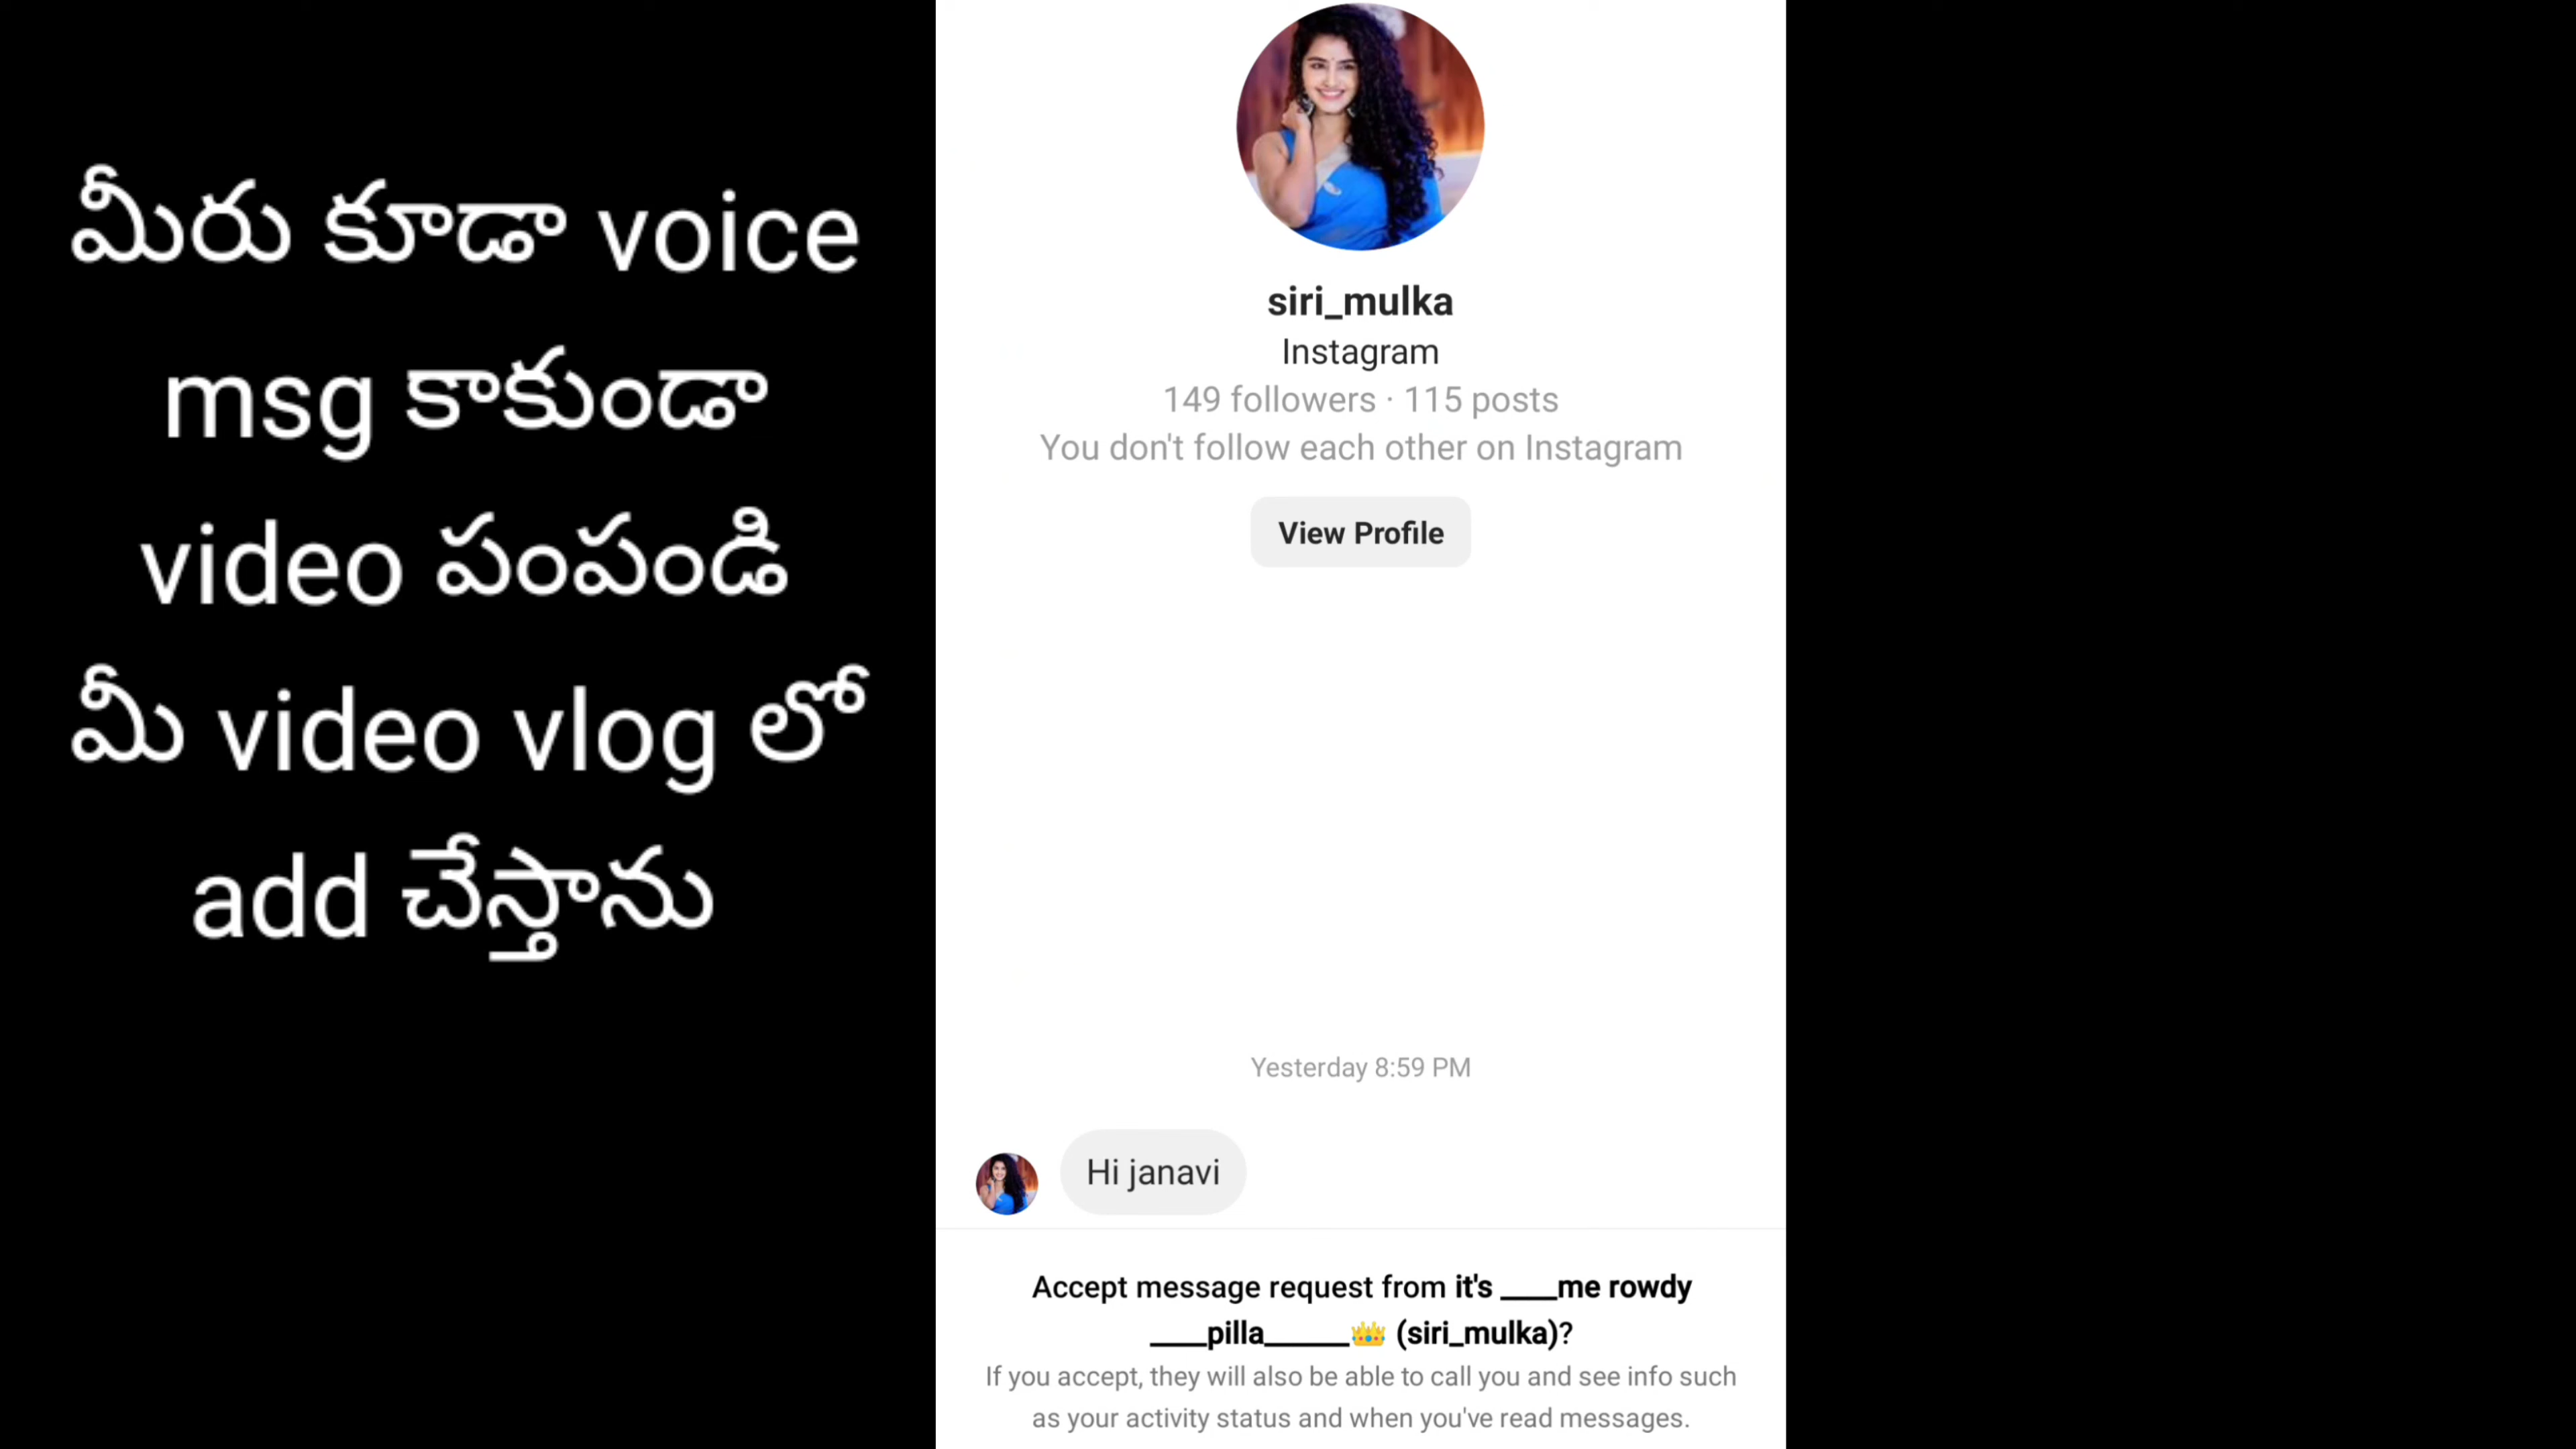 మీరు కూడా voice
msg కాకుండా
video పంపండి
మీ video vlog లో
add చేస్తాను
siri_mulka
Instagram
149 followers · 115 posts
You don't follow each other on Instagram
View Profile
Yesterday 8:59 PM
Hi janavi
Accept message request from it's ____me rowdy
____pilla______👑 (siri_mulka)?
If you accept, they will also be able to call you and see info such
as your activity status and when you've read messages.